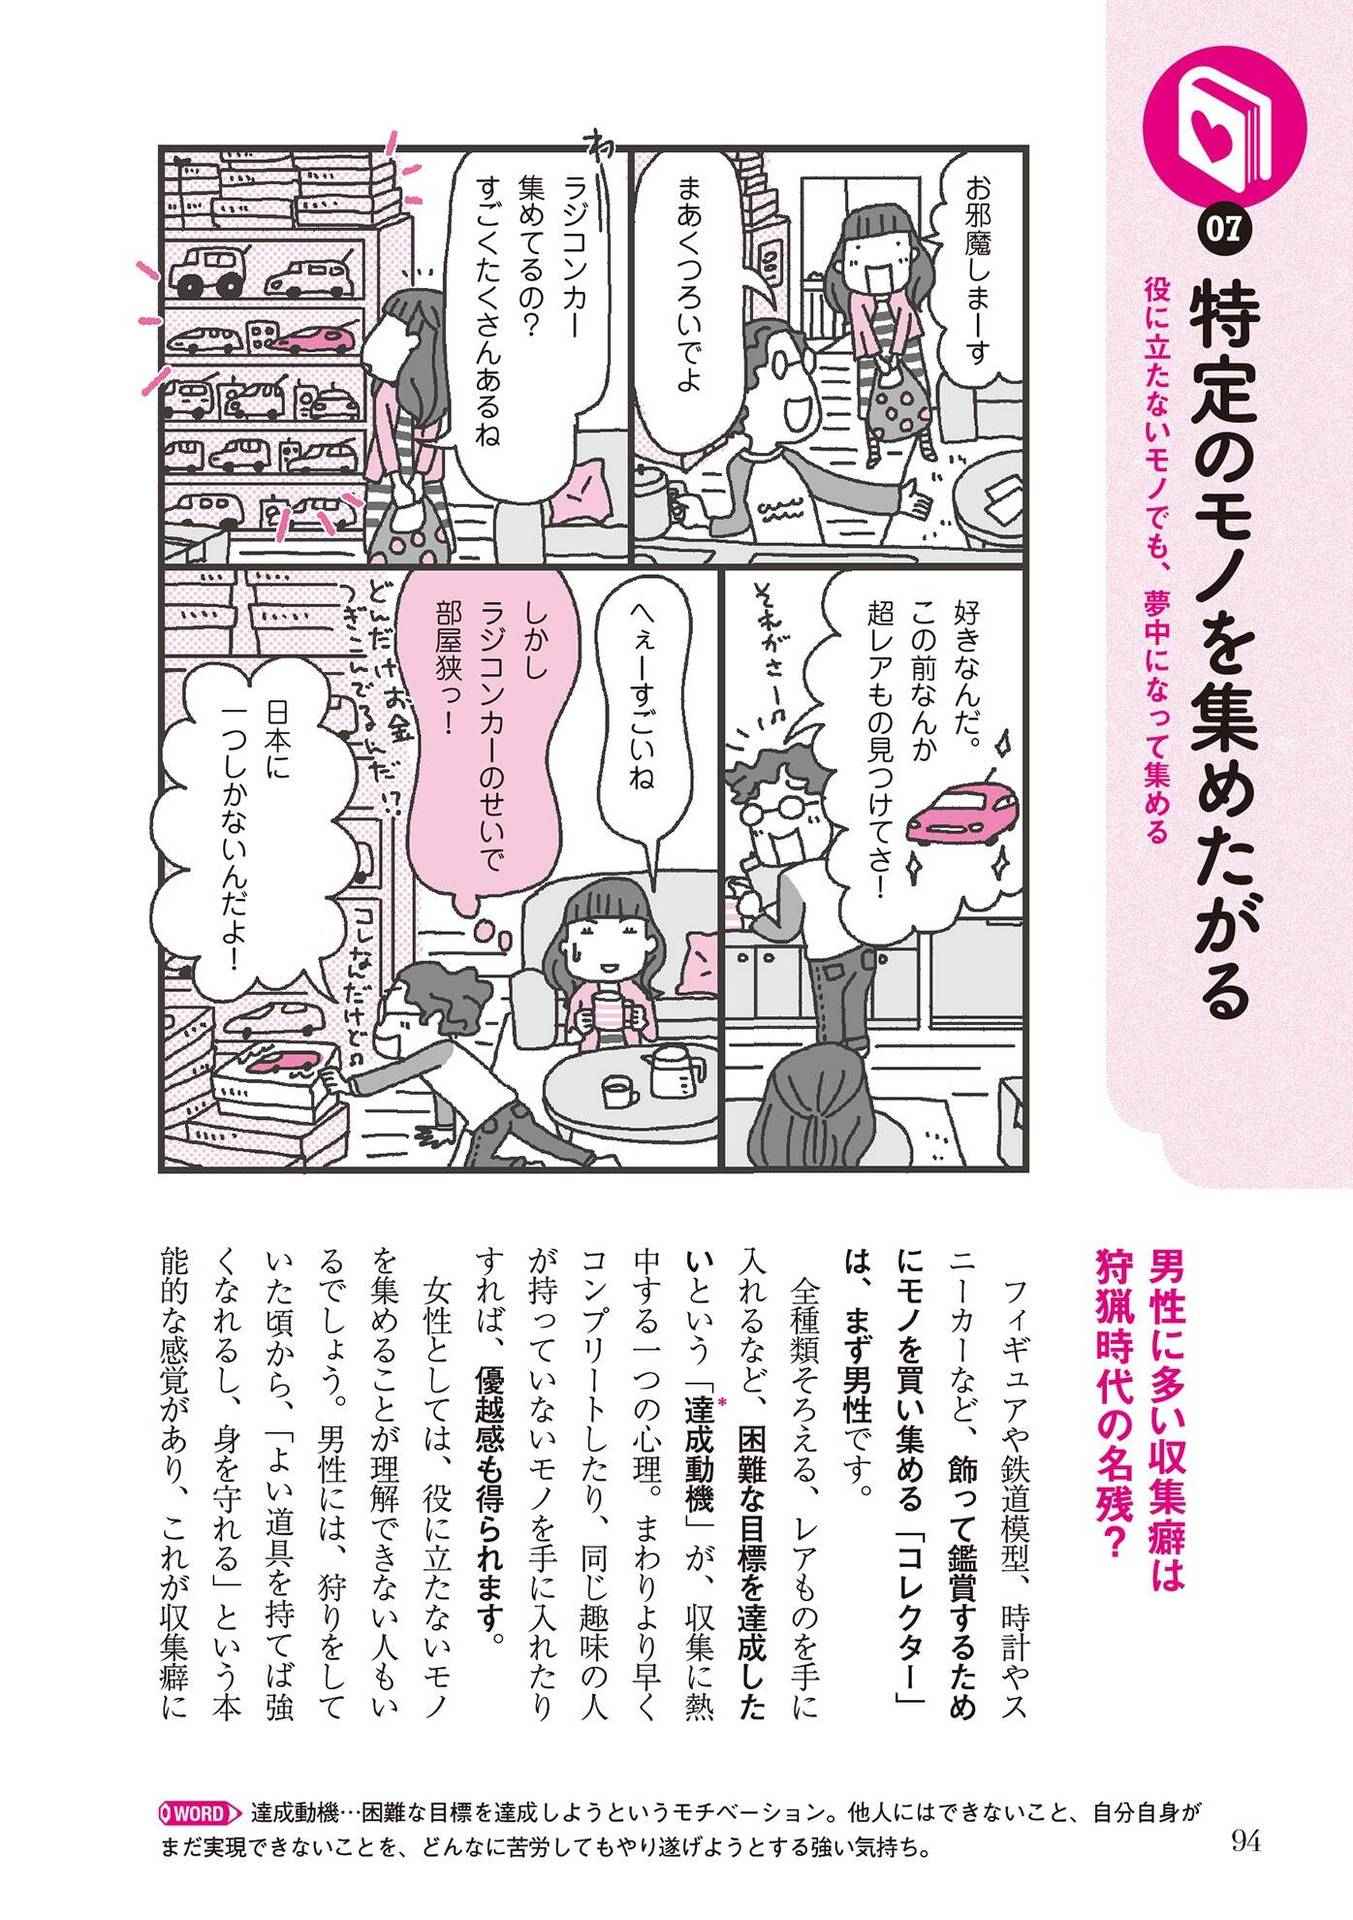 07
特定のモノを集めたがる
役に立たないモノでも、夢中になって集める
お邪魔しまーす
まあくつろいでよ
わ
ラジコンカー
集めてるの?
すごくたくさんあるね
好きなんだ。
この前なんか
超レアもの見つけてさ!
それがさー♫
へぇーすごいね
しかし
ラジコンカーのせいで
部屋狭っ!
どんだけお金
つぎこんでるんだ!?
日本に
一つしかないんだよ!
コレなんだけど♫
男性に多い収集癖は
狩猟時代の名残?
フィギュアや鉄道模型、時計やス
ニーカーなど、飾って鑑賞するため
にモノを買い集める「コレクター」
は、まず男性です。
全種類そろえる、レアものを手に
入れるなど、困難な目標を達成した
いという「達成動機*」が、収集に熱
中する一つの心理。まわりより早く
コンプリートしたり、同じ趣味の人
が持っていないモノを手に入れたり
すれば、優越感も得られます。
女性としては、役に立たないモノ
を集めることが理解できない人もい
るでしょう。男性には、狩りをして
いた頃から、「よい道具を持てば強
くなれるし、身を守れる」という本
能的な感覚があり、これが収集癖に
WORD 達成動機…困難な目標を達成しようというモチベーション。他人にはできないこと、自分自身が
まだ実現できないことを、どんなに苦労してもやり遂げようとする強い気持ち。
94